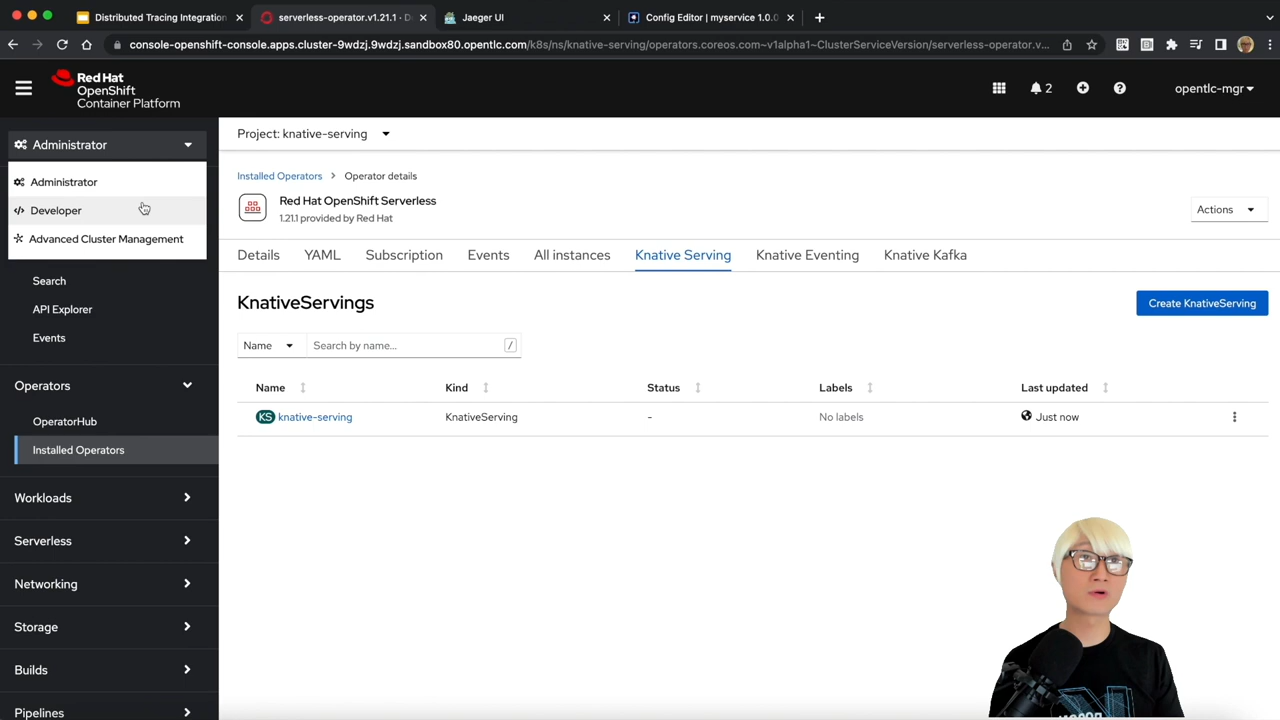 Distributed Tracing Integration
serverless-operator.v1.21.1 · D
Jaeger UI
Config Editor | myservice 1.0.0
console-openshift-console.apps.cluster-9wdzj.9wdzj.sandbox80.opentlc.com/k8s/ns/knative-serving/operators.coreos.com~v1alpha1~ClusterServiceVersion/serverless-operator.v...
Red Hat
OpenShift
Container Platform
2
opentlc-mgr
Administrator
Administrator
Developer
Advanced Cluster Management
Search
API Explorer
Events
Operators
OperatorHub
Installed Operators
Workloads
Serverless
Networking
Storage
Builds
Pipelines
Project: knative-serving
Installed Operators > Operator details
Red Hat OpenShift Serverless
1.21.1 provided by Red Hat
Actions
Details YAML Subscription Events All instances Knative Serving Knative Eventing Knative Kafka
KnativeServings
Create KnativeServing
Name Search by name... /
Name Kind Status Labels Last updated
KS knative-serving KnativeServing - No labels Just now